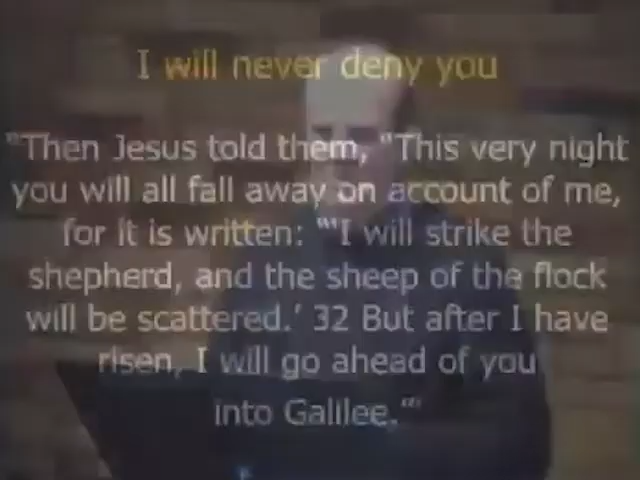 I will never deny you
"Then Jesus told them, "This very night
you will all fall away on account of me,
for it is written: "'I will strike the
shepherd, and the sheep of the flock
will be scattered.' 32 But after I have
risen, I will go ahead of you
into Galilee.'"